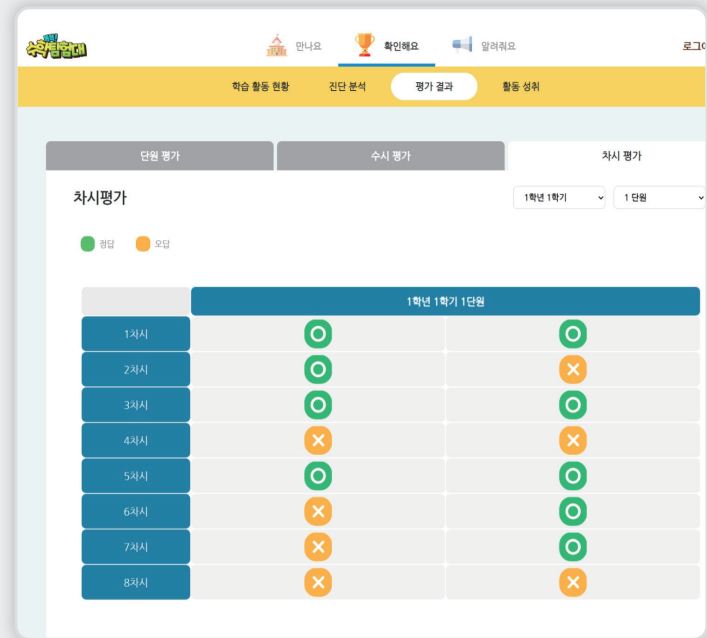 똑똑! 수학탐험대
만나요 확인해요 알려줘요
학습 활동 현황 진단 분석 평가 결과 활동 성취
단원 평가 수시 평가 차시 평가
차시평가 1학년 1학기 1 단원
정답 오답
1학년 1학기 1단원
1차시
2차시
3차시
4차시
5차시
6차시
7차시
8차시